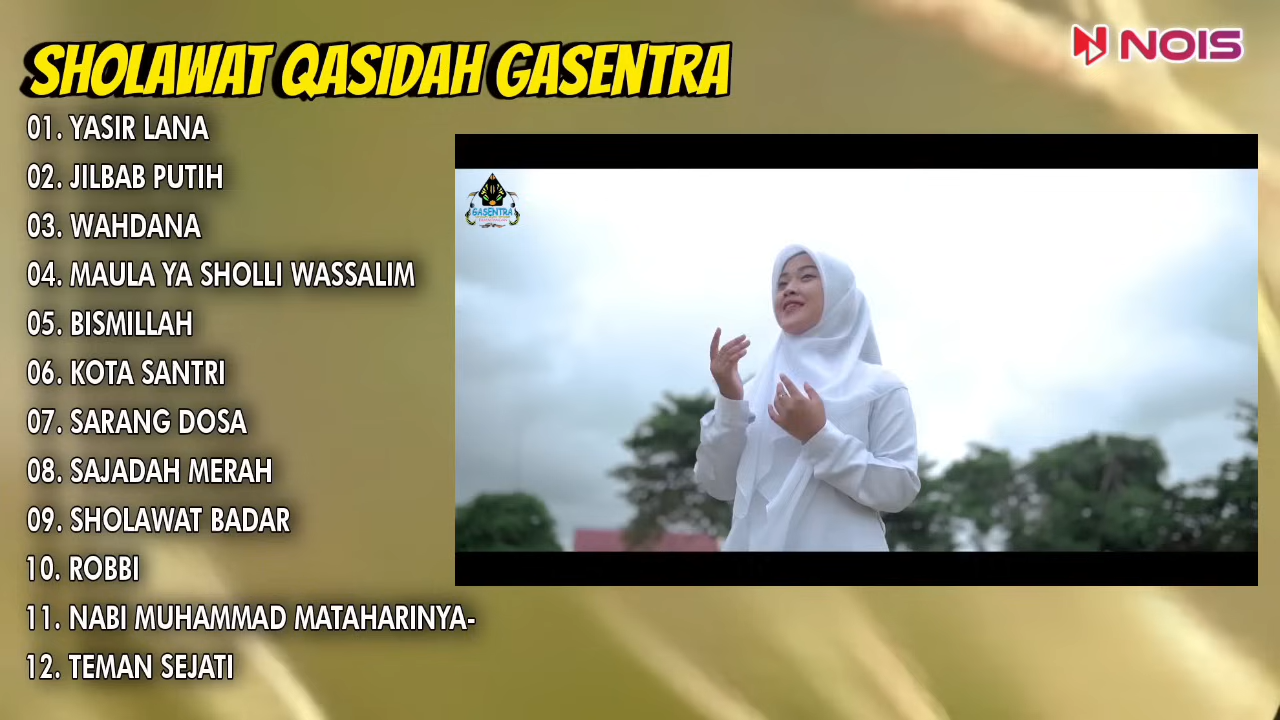 SHOLAWAT QASIDAH GASENTRA
NOIS
01. YASIR LANA
02. JILBAB PUTIH
03. WAHDANA
04. MAULA YA SHOLLI WASSALIM
05. BISMILLAH
06. KOTA SANTRI
07. SARANG DOSA
08. SAJADAH MERAH
09. SHOLAWAT BADAR
10. ROBBI
11. NABI MUHAMMAD MATAHARINYA-
12. TEMAN SEJATI
GASENTRA